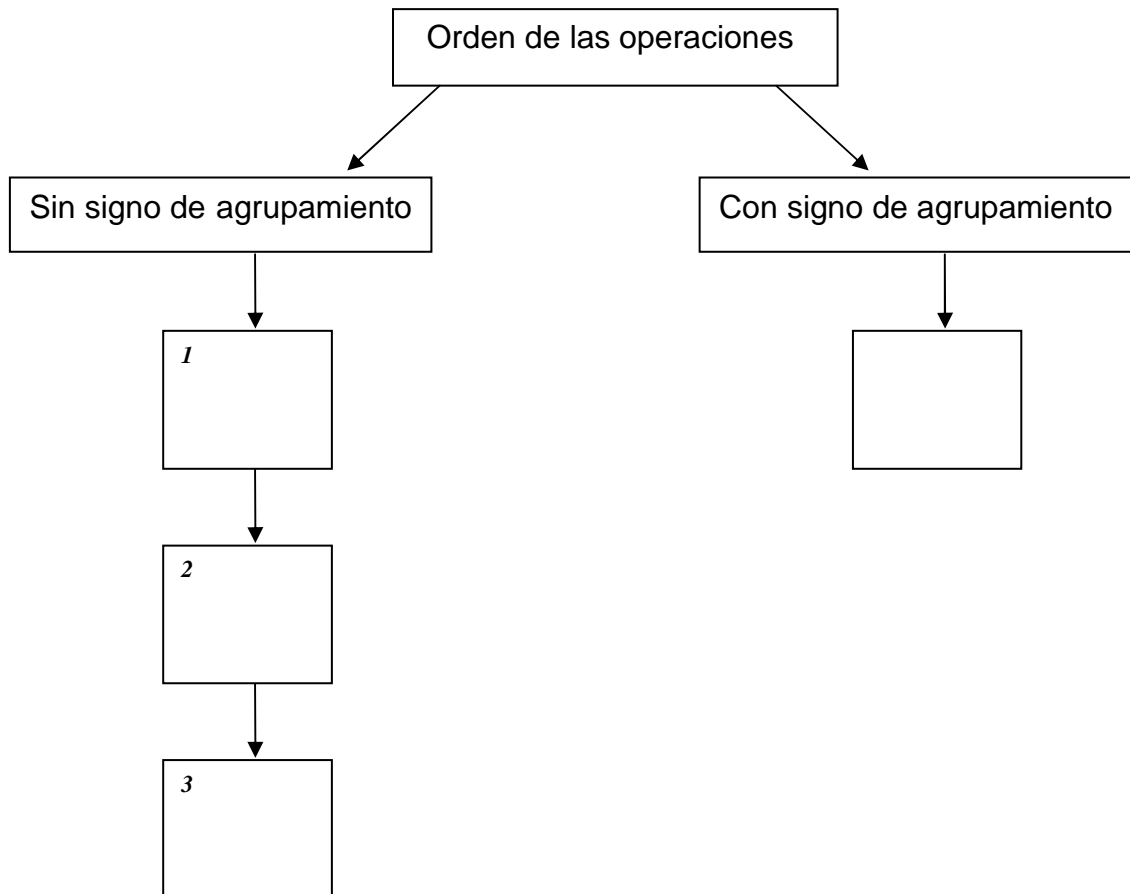 Orden de las operaciones
Sin signo de agrupamiento
Con signo de agrupamiento
1
2
3